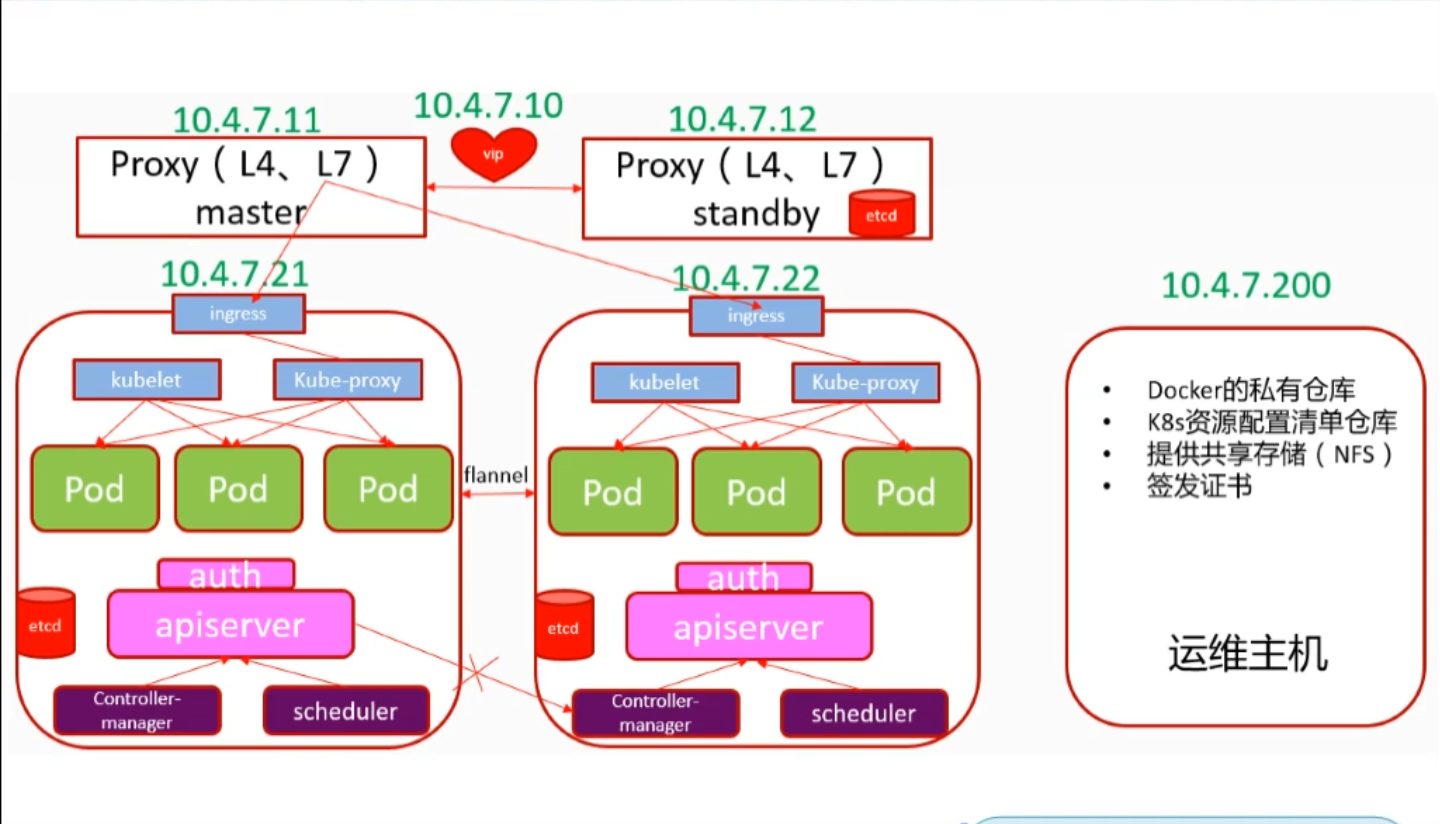 10.4.7.11
10.4.7.10
10.4.7.12
Proxy（L4、L7）
master
vip
Proxy（L4、L7）
standby
etcd
10.4.7.21
ingress
kubelet
Kube-proxy
Pod
Pod
Pod
auth
apiserver
etcd
Controller-
manager
scheduler
flannel
10.4.7.22
ingress
kubelet
Kube-proxy
Pod
Pod
Pod
auth
apiserver
etcd
Controller-
manager
scheduler
10.4.7.200
• Docker的私有仓库
• K8s资源配置清单仓库
• 提供共享存储（NFS）
• 签发证书
运维主机